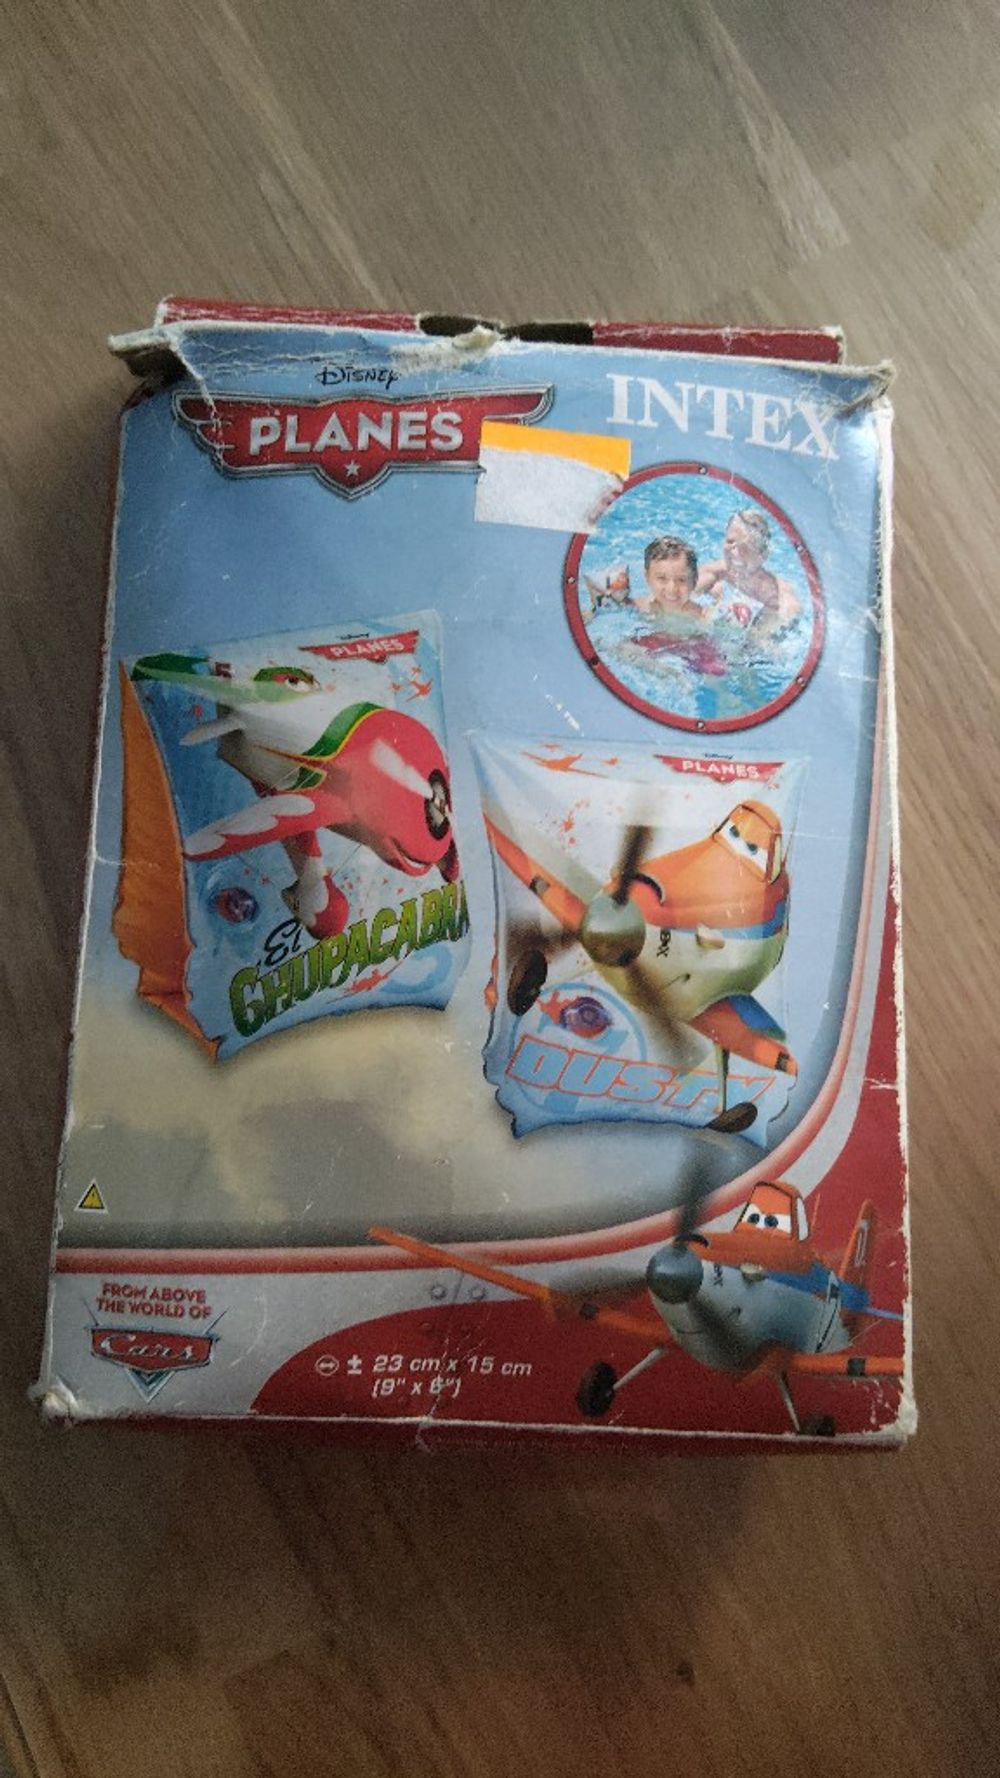 DISNEY
PLANES
INTEX
PLANES
5
El
CHUPACABRA
PLANES
DUSTY
FROM ABOVE
THE WORLD OF
Cars
± 23 cm x 15 cm
(9" x 6")